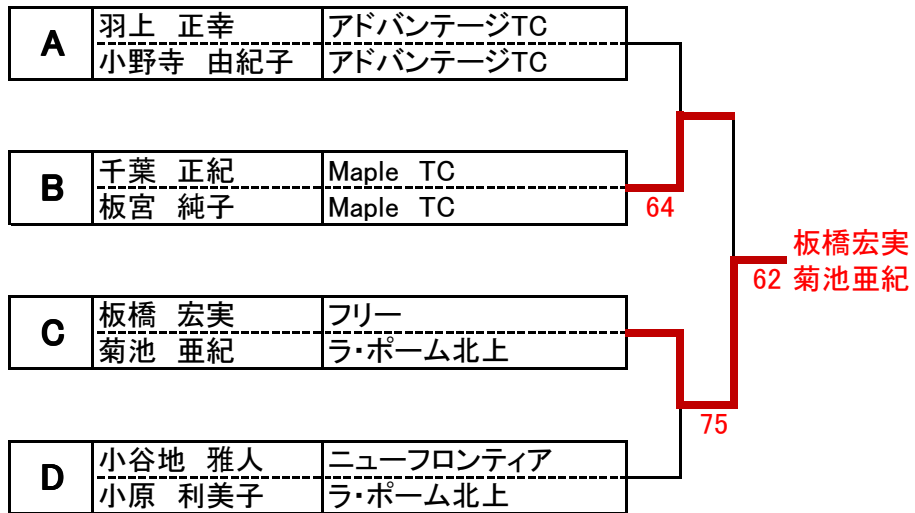 A 羽上 正幸 アドバンテージTC
小野寺 由紀子 アドバンテージTC
B 千葉 正紀 Maple TC
板宮 純子 Maple TC
64
板橋宏実
62 菊池亜紀
C 板橋 宏実 フリー
菊池 亜紀 ラ・ポーム北上
75
D 小谷地 雅人 ニューフロンティア
小原 利美子 ラ・ポーム北上